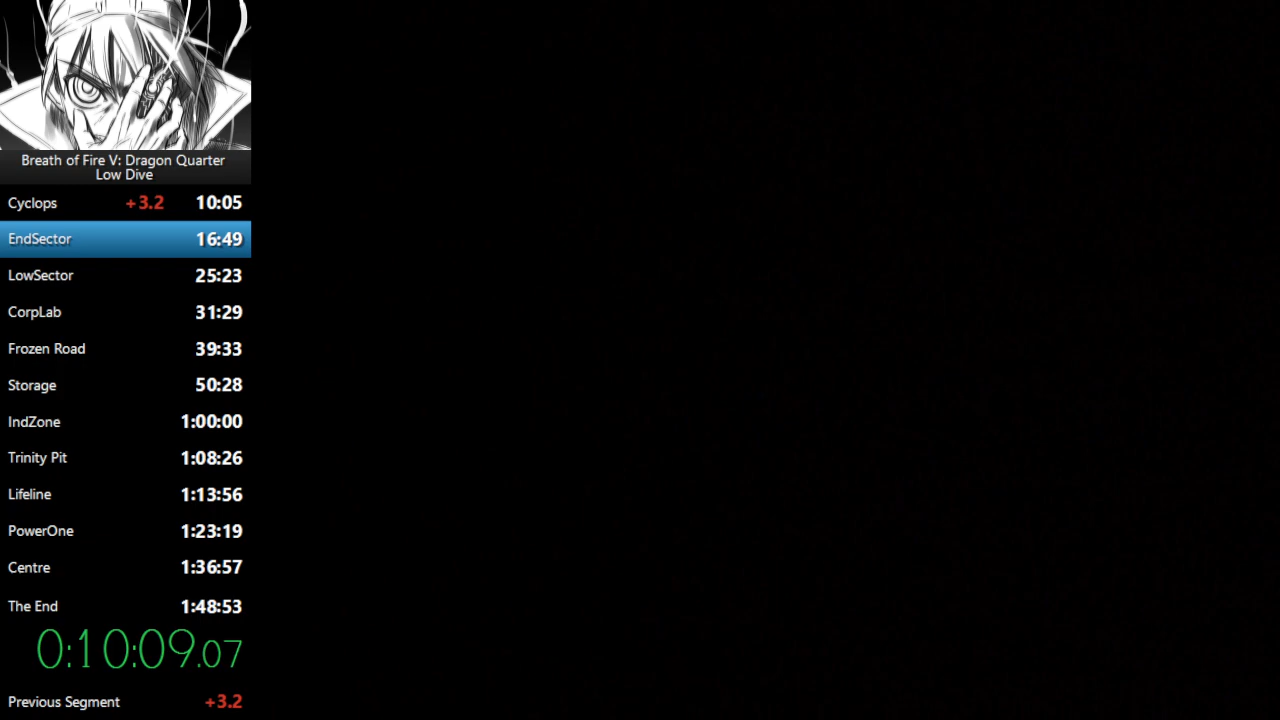 Breath of Fire V: Dragon Quarter
Low Dive
Cyclops +3.2 10:05
EndSector 16:49
LowSector 25:23
CorpLab 31:29
Frozen Road 39:33
Storage 50:28
IndZone 1:00:00
Trinity Pit 1:08:26
Lifeline 1:13:56
PowerOne 1:23:19
Centre 1:36:57
The End 1:48:53
0:10:09.07
Previous Segment +3.2